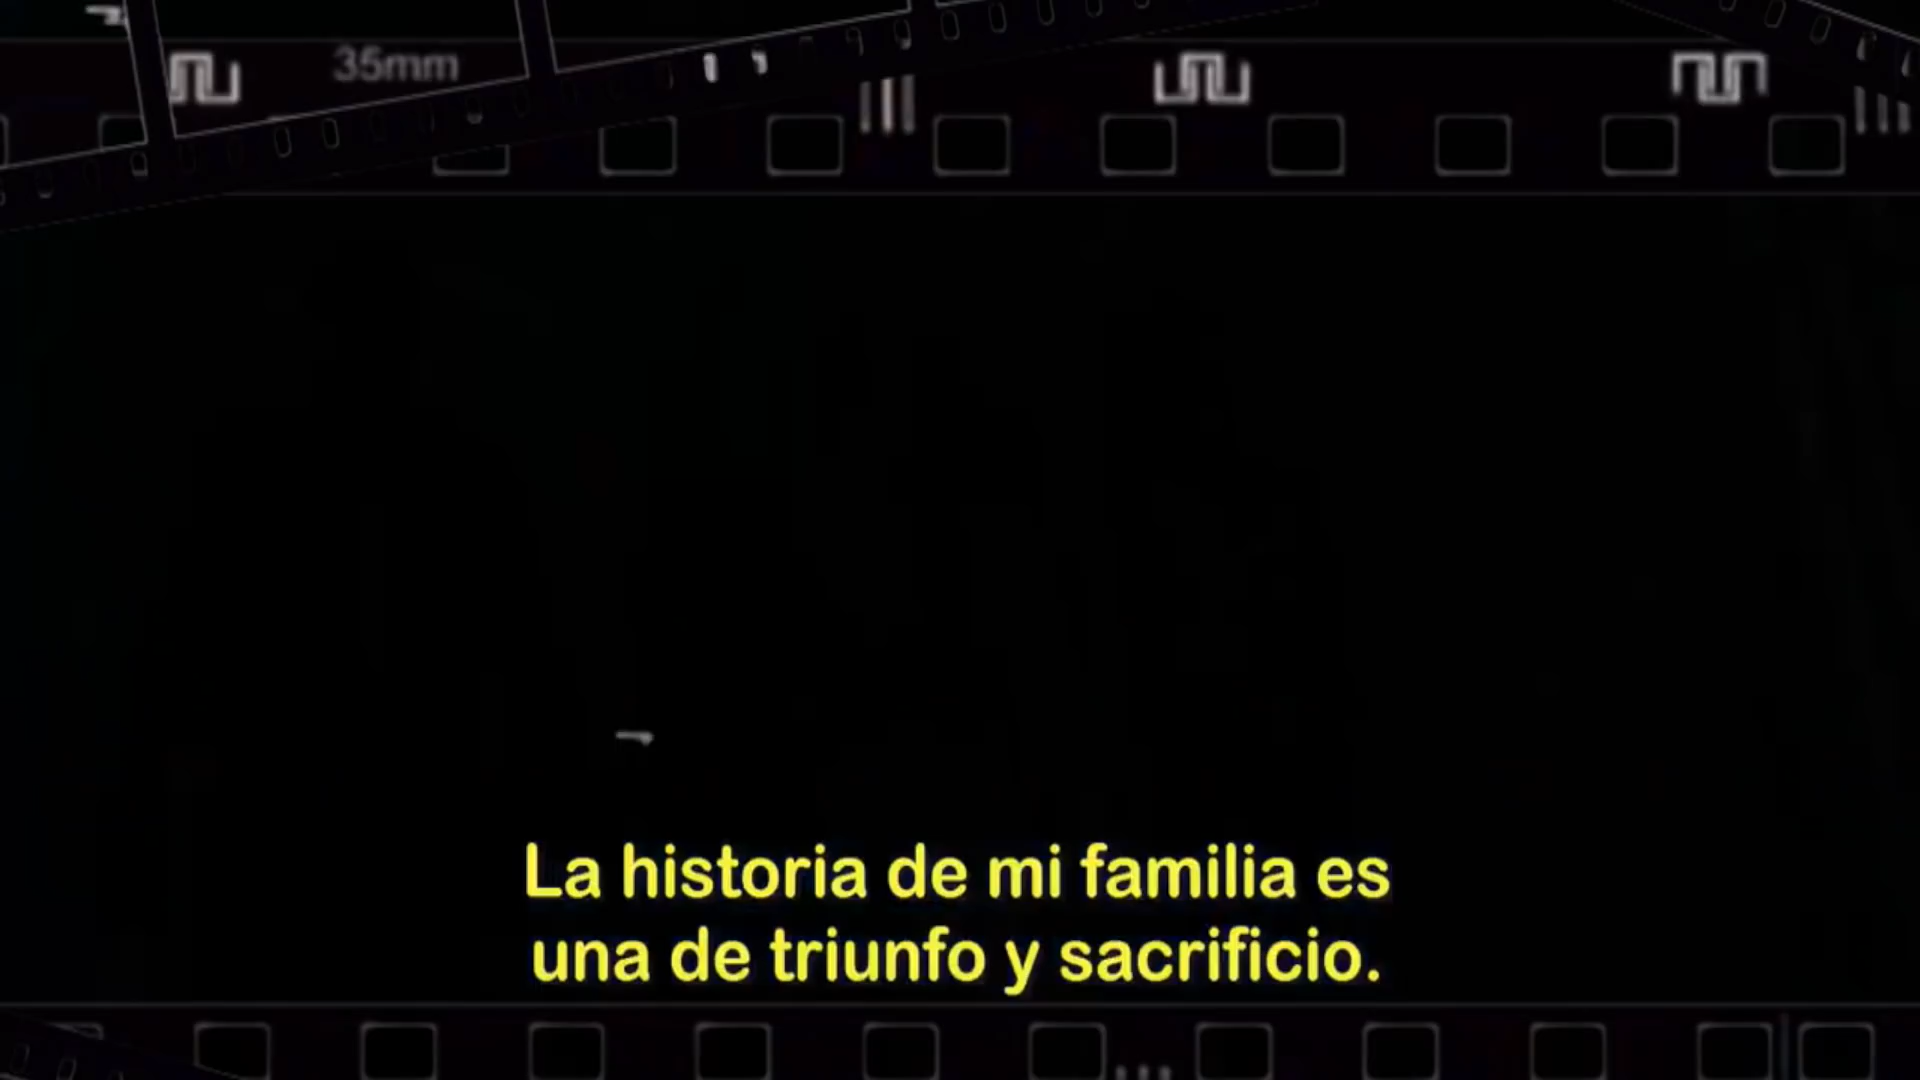 35mm
La historia de mi familia es
una de triunfo y sacrificio.